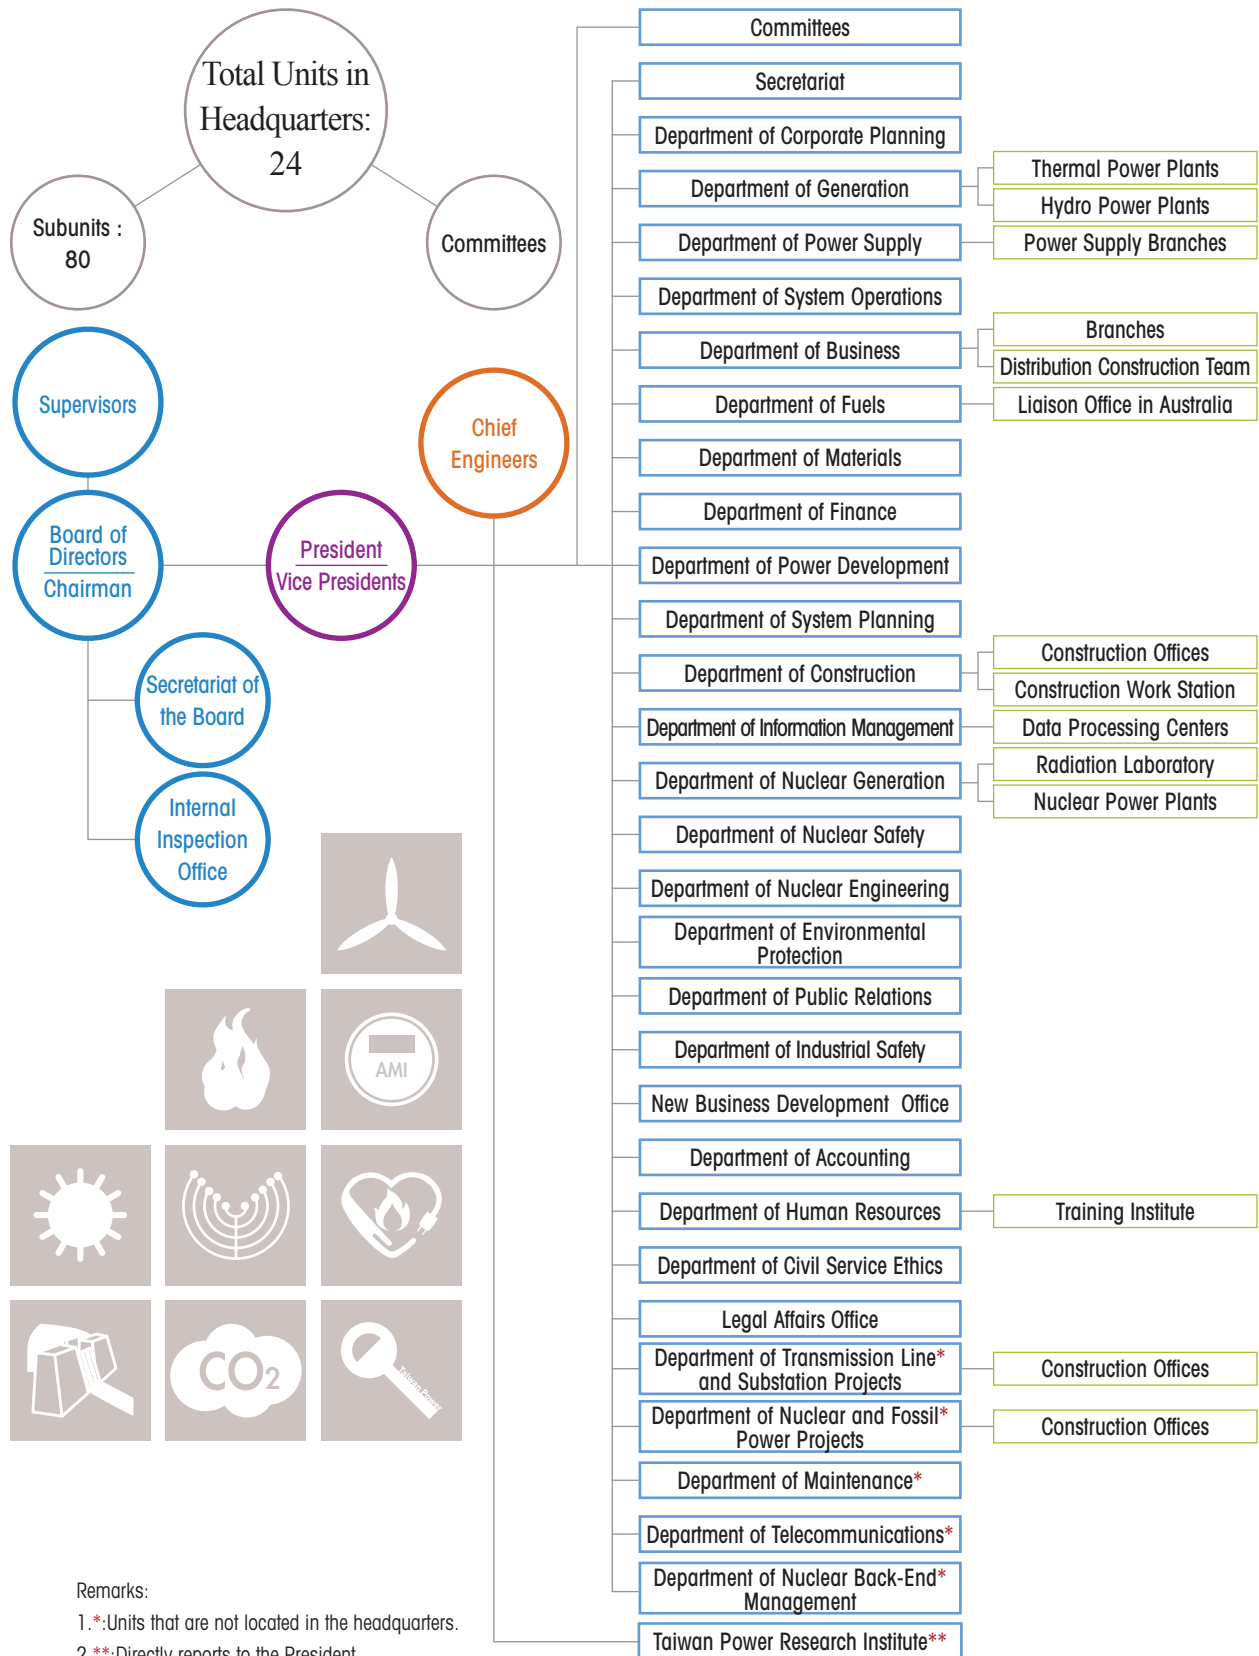 Total Units in
Headquarters:
24
Subunits :
80
Committees
Supervisors
Board of
Directors
Chairman
President
Vice Presidents
Chief
Engineers
Secretariat of
the Board
Internal
Inspection
Office
Committees
Secretariat
Department of Corporate Planning
Department of Generation
Thermal Power Plants
Hydro Power Plants
Department of Power Supply
Power Supply Branches
Department of System Operations
Department of Business
Branches
Distribution Construction Team
Department of Fuels
Liaison Office in Australia
Department of Materials
Department of Finance
Department of Power Development
Department of System Planning
Department of Construction
Construction Offices
Construction Work Station
Department of Information Management
Data Processing Centers
Department of Nuclear Generation
Radiation Laboratory
Nuclear Power Plants
Department of Nuclear Safety
Department of Nuclear Engineering
Department of Environmental
Protection
Department of Public Relations
Department of Industrial Safety
New Business Development Office
Department of Accounting
Department of Human Resources
Training Institute
Department of Civil Service Ethics
Legal Affairs Office
Department of Transmission Line*
and Substation Projects
Construction Offices
Department of Nuclear and Fossil*
Power Projects
Construction Offices
Department of Maintenance*
Department of Telecommunications*
Department of Nuclear Back-End*
Management
Taiwan Power Research Institute**
AMI
CO2
Taiwan Power
Remarks:
1.*:Units that are not located in the headquarters.
2.**:Directly reports to the President